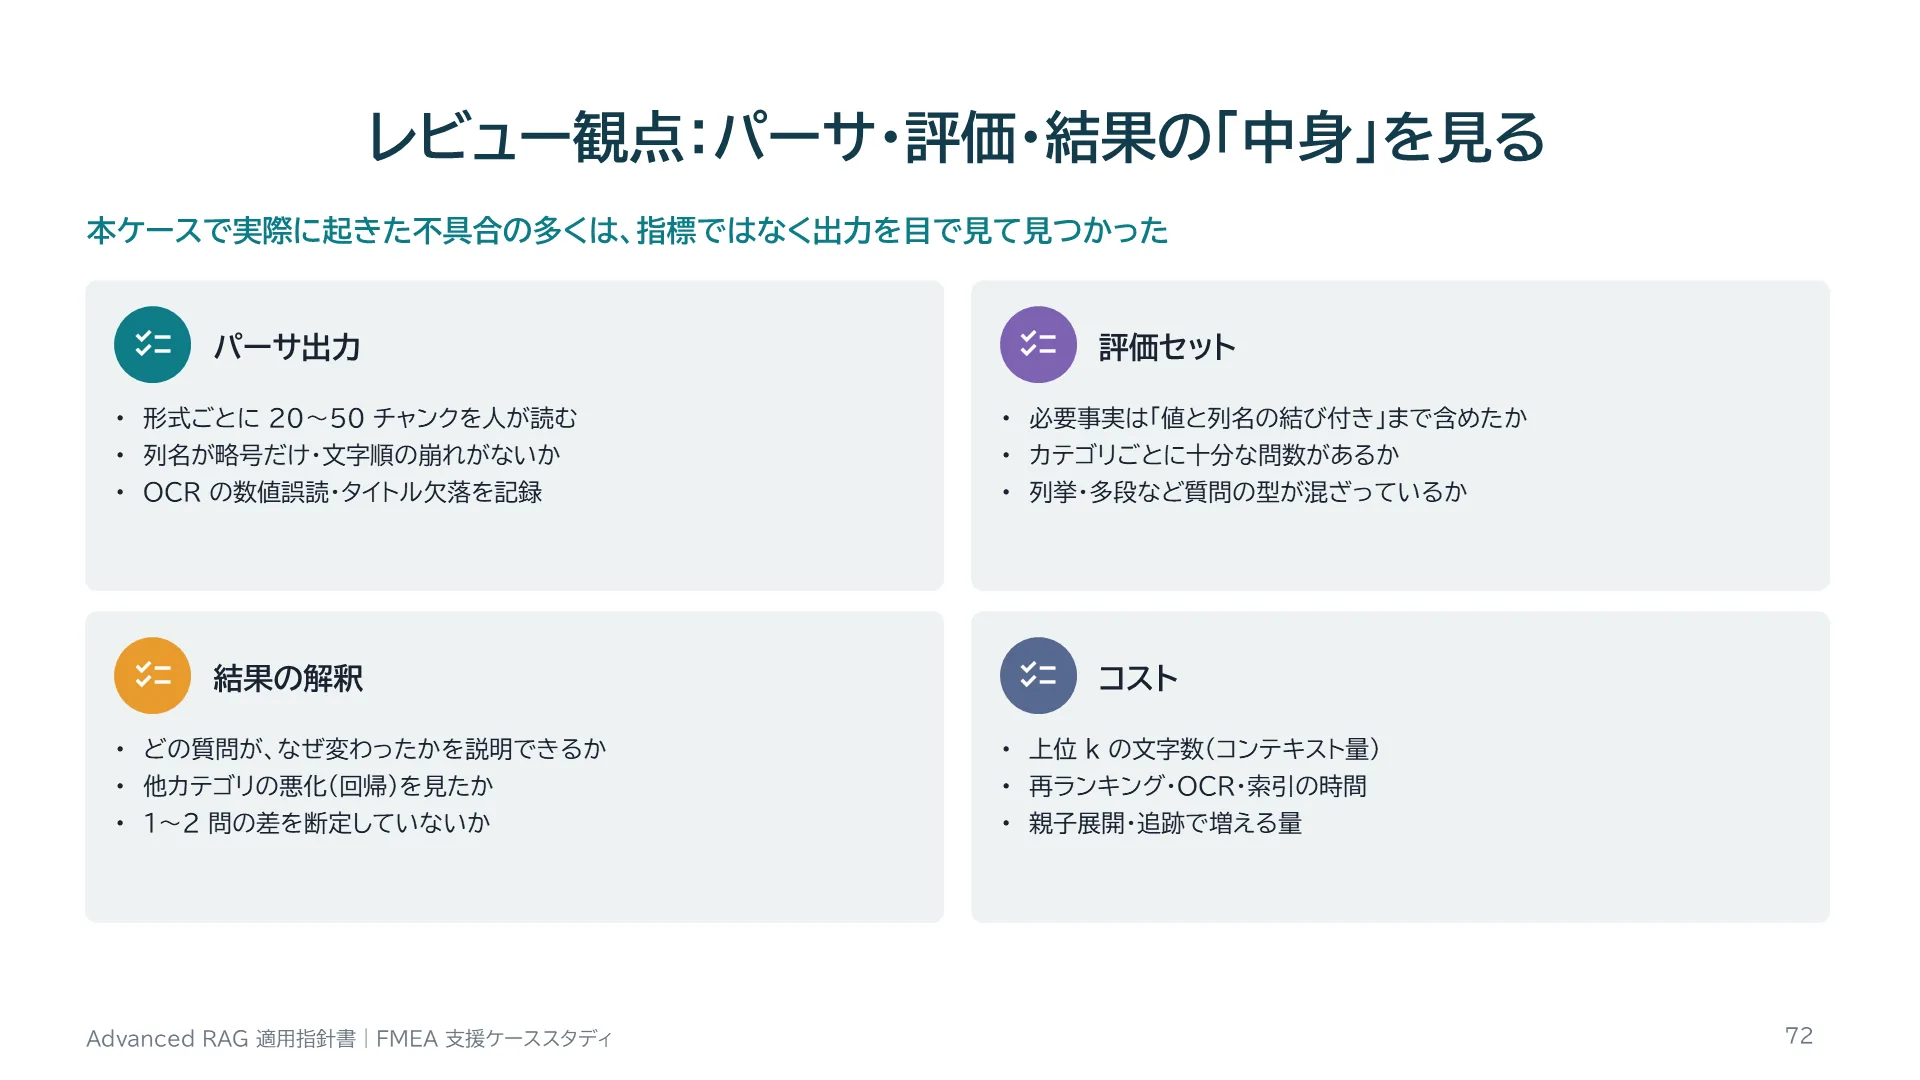 レビュー観点：パーサ・評価・結果の「中身」を見る
本ケースで実際に起きた不具合の多くは、指標ではなく出力を目で見て見つかった
パーサ出力
• 形式ごとに 20～50 チャンクを人が読む
• 列名が略号だけ・文字順の崩れがないか
• OCR の数値誤読・タイトル欠落を記録
評価セット
• 必要事実は「値と列名の結び付き」まで含めたか
• カテゴリごとに十分な問数があるか
• 列挙・多段など質問の型が混ざっているか
結果の解釈
• どの質問が、なぜ変わったかを説明できるか
• 他カテゴリの悪化（回帰）を見たか
• 1～2 問の差を断定していないか
コスト
• 上位 k の文字数（コンテキスト量）
• 再ランキング・OCR・索引の時間
• 親子展開・追跡で増える量
Advanced RAG 適用指針書｜FMEA 支援ケーススタディ
72